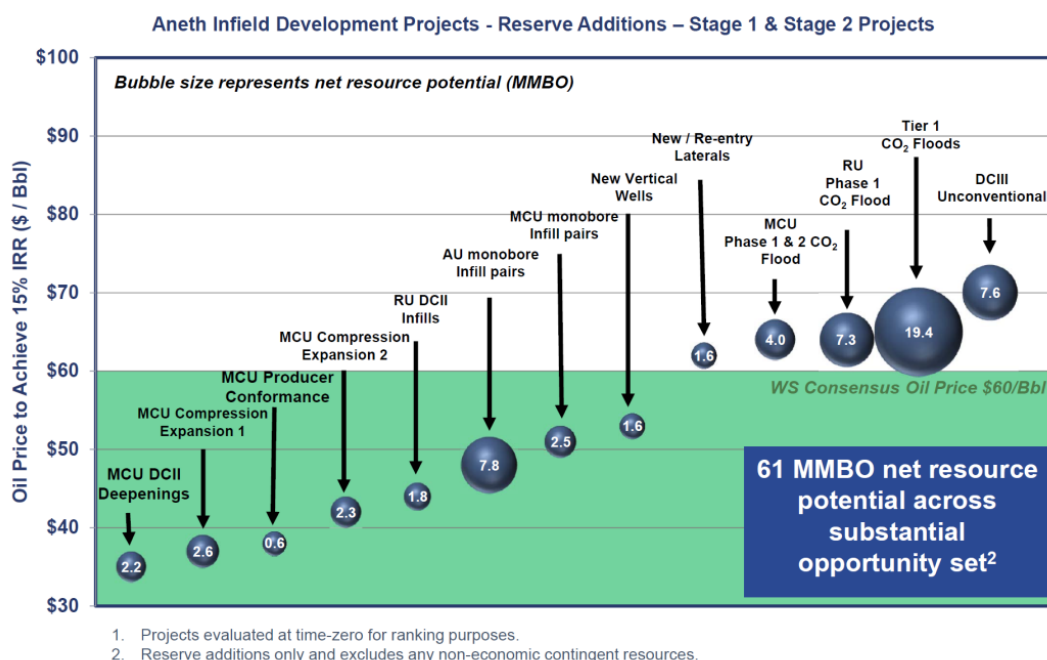 Aneth Infield Development Projects - Reserve Additions – Stage 1 & Stage 2 Projects
Oil Price to Achieve 15% IRR ($ / Bbl)
$100
$90
$80
$70
$60
$50
$40
$30
Bubble size represents net resource potential (MMBO)
MCU DCII
Deepenings
2.2
MCU Compression
Expansion 1
2.6
MCU Producer
Conformance
0.6
MCU Compression
Expansion 2
2.3
RU DCII
Infills
1.8
AU monobore
Infill pairs
7.8
MCU monobore
Infill pairs
2.5
New Vertical
Wells
1.6
New / Re-entry
Laterals
1.6
MCU
Phase 1 & 2 CO₂
Flood
4.0
RU
Phase 1
CO₂ Flood
7.3
Tier 1
CO₂ Floods
19.4
DCIII
Unconventional
7.6
WS Consensus Oil Price $60/Bbl
61 MMBO net resource
potential across
substantial
opportunity set²
1. Projects evaluated at time-zero for ranking purposes.
2. Reserve additions only and excludes any non-economic contingent resources.